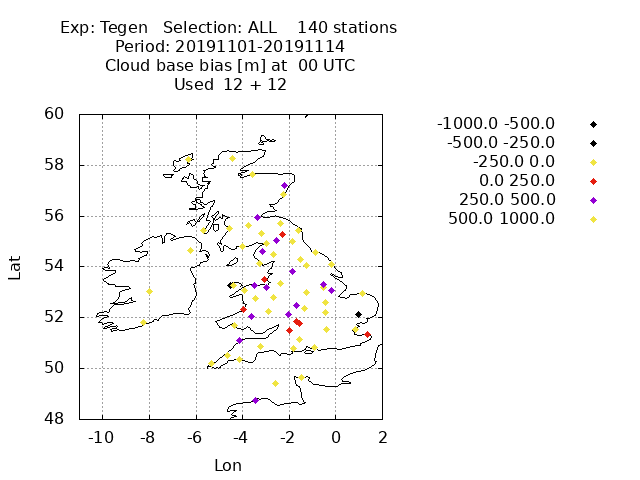 Exp: Tegen   Selection: ALL    140 stations
Period: 20191101-20191114
Cloud base bias [m] at  00 UTC
Used  12 + 12
-1000.0 -500.0
-500.0 -250.0
-250.0 0.0
0.0 250.0
250.0 500.0
500.0 1000.0
60
58
56
54
52
50
48
Lat
-10 -8 -6 -4 -2 0 2
Lon